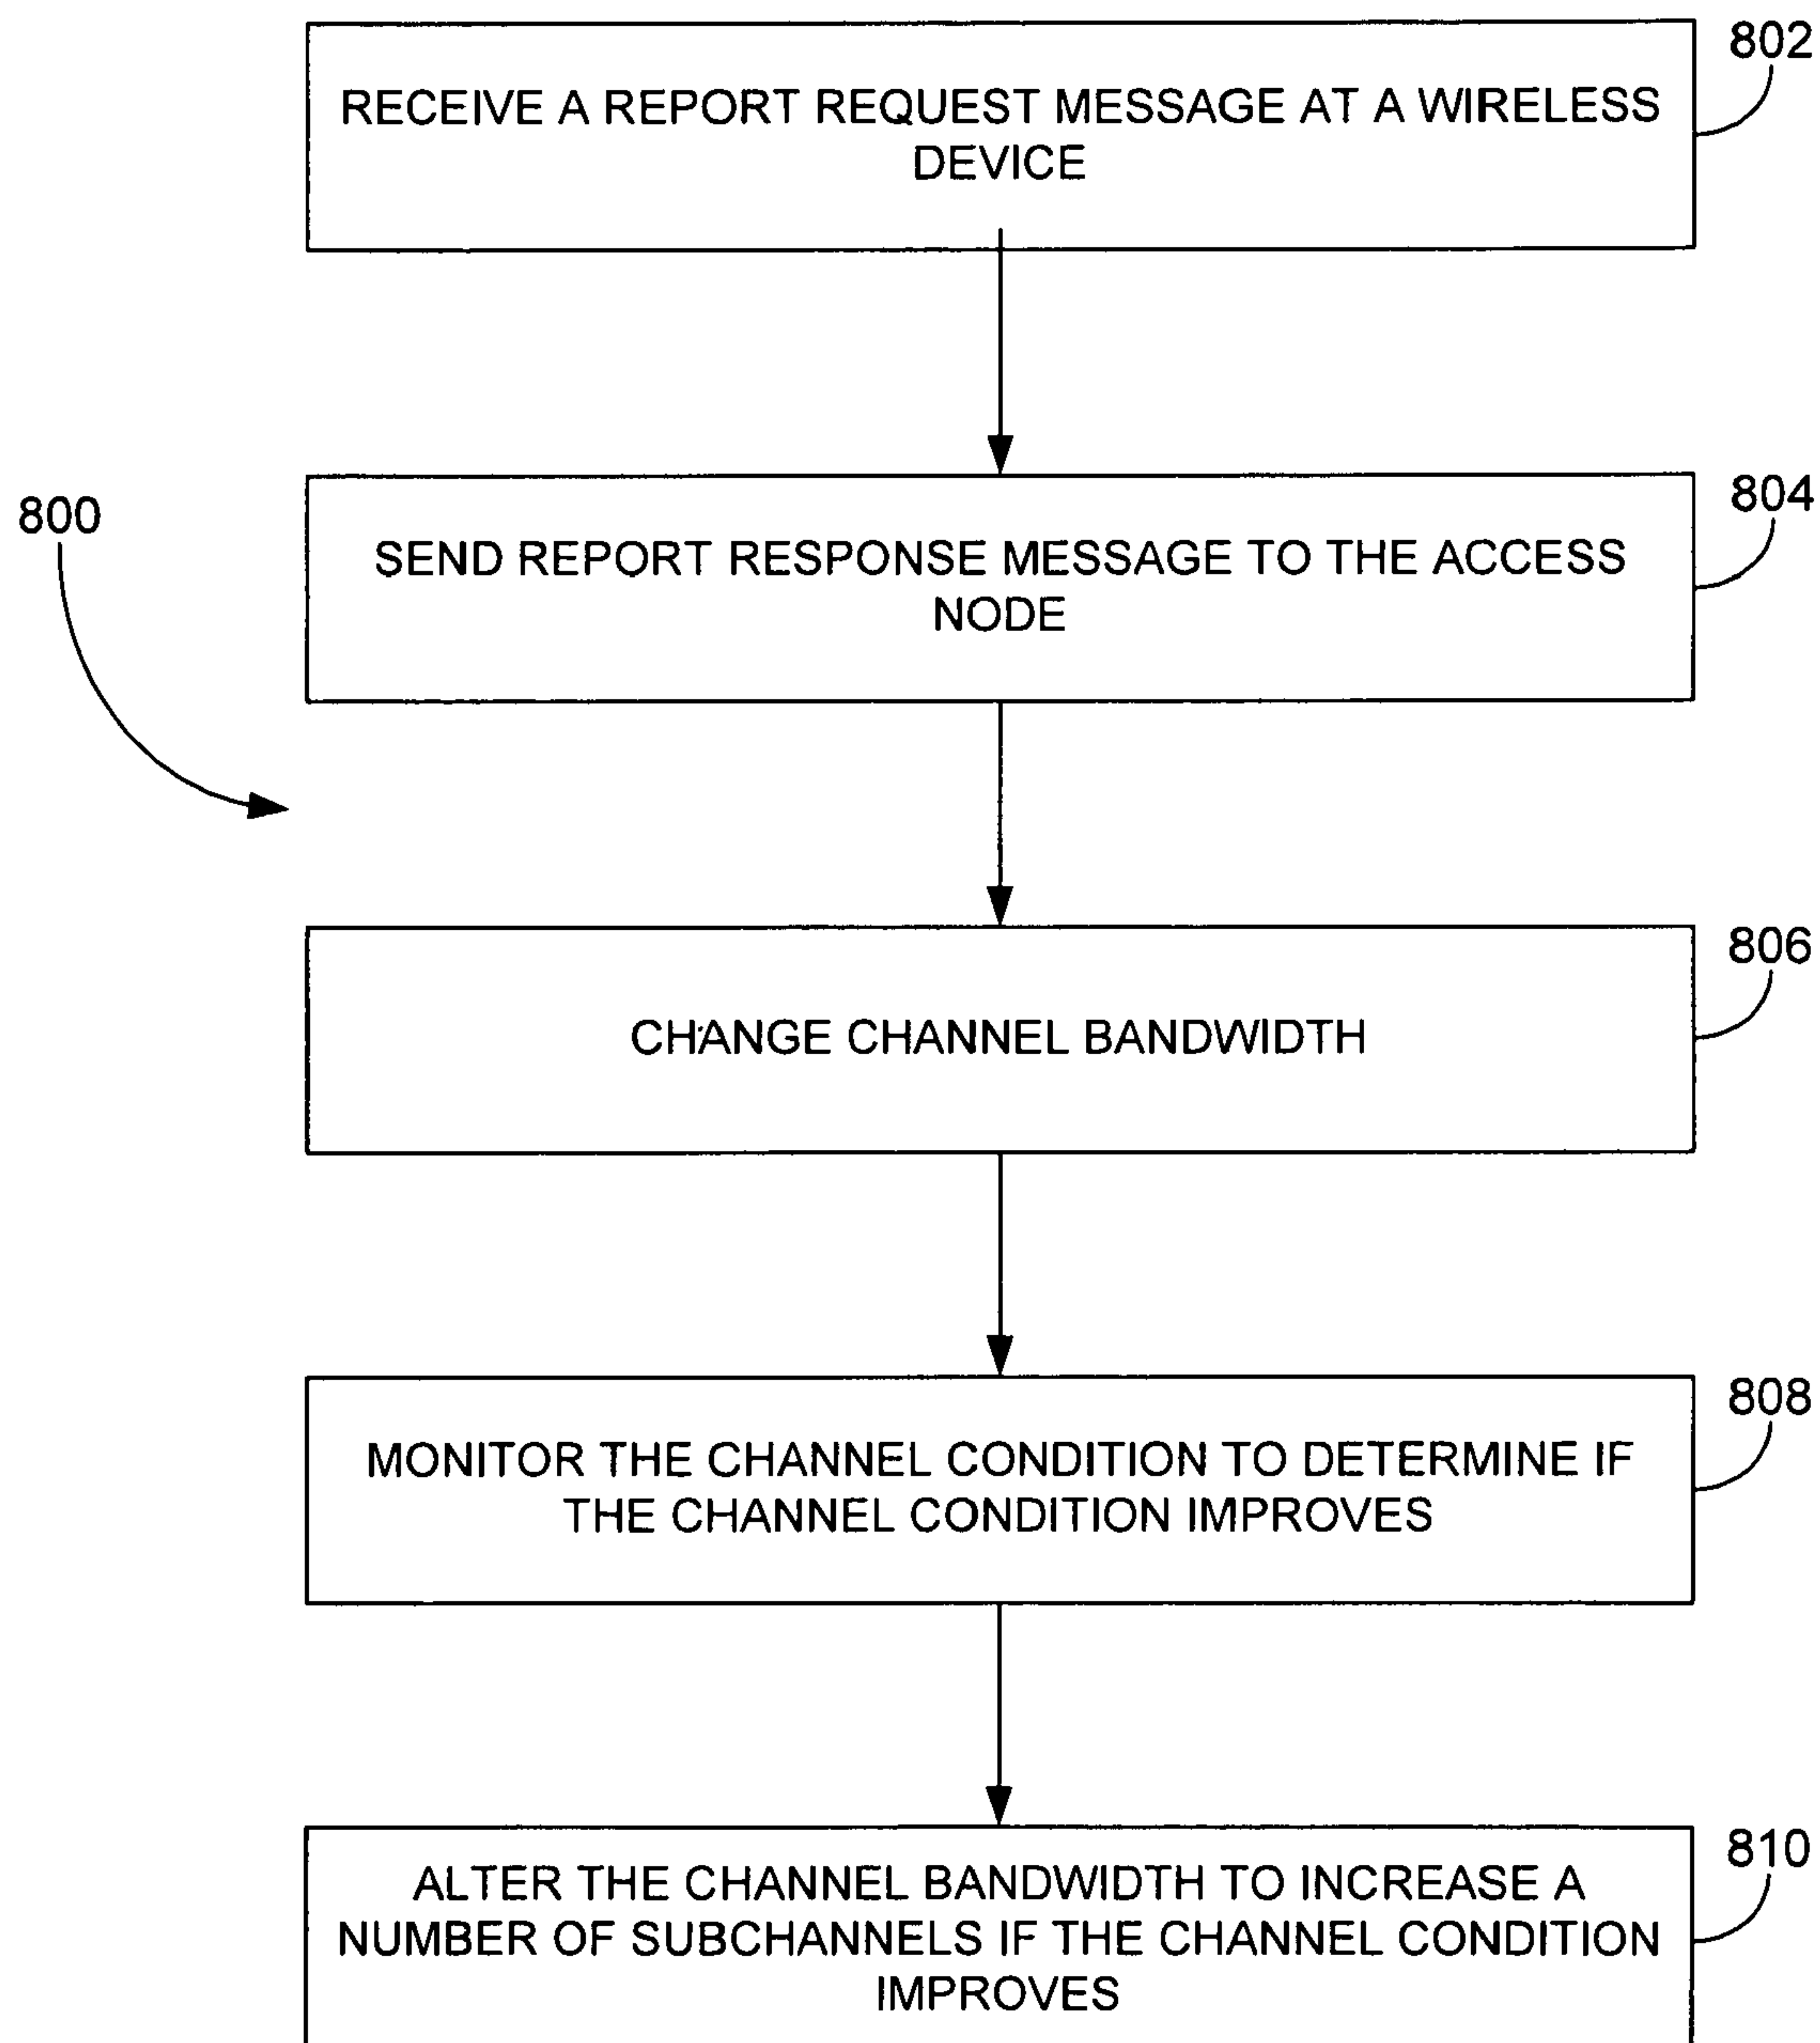 802
RECEIVE A REPORT REQUEST MESSAGE AT A WIRELESS
DEVICE
800
804
SEND REPORT RESPONSE MESSAGE TO THE ACCESS
NODE
806
CHANGE CHANNEL BANDWIDTH
808
MONITOR THE CHANNEL CONDITION TO DETERMINE IF
THE CHANNEL CONDITION IMPROVES
810
ALTER THE CHANNEL BANDWIDTH TO INCREASE A
NUMBER OF SUBCHANNELS IF THE CHANNEL CONDITION
IMPROVES